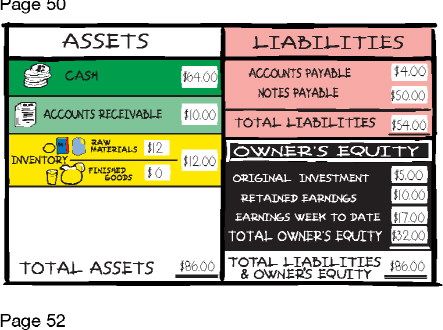 Page 50
ASSETS
CASH $64.00
ACCOUNTS RECEIVABLE $10.00
INVENTORY
RAW MATERIALS $12
FINISHED GOODS $0
$12.00
TOTAL ASSETS $86.00
LIABILITIES
ACCOUNTS PAYABLE $4.00
NOTES PAYABLE $50.00
TOTAL LIABILITIES $54.00
OWNER'S EQUITY
ORIGINAL INVESTMENT $5.00
RETAINED EARNINGS $10.00
EARNINGS WEEK TO DATE $17.00
TOTAL OWNER'S EQUITY $32.00
TOTAL LIABILITIES
& OWNER'S EQUITY $86.00
Page 52